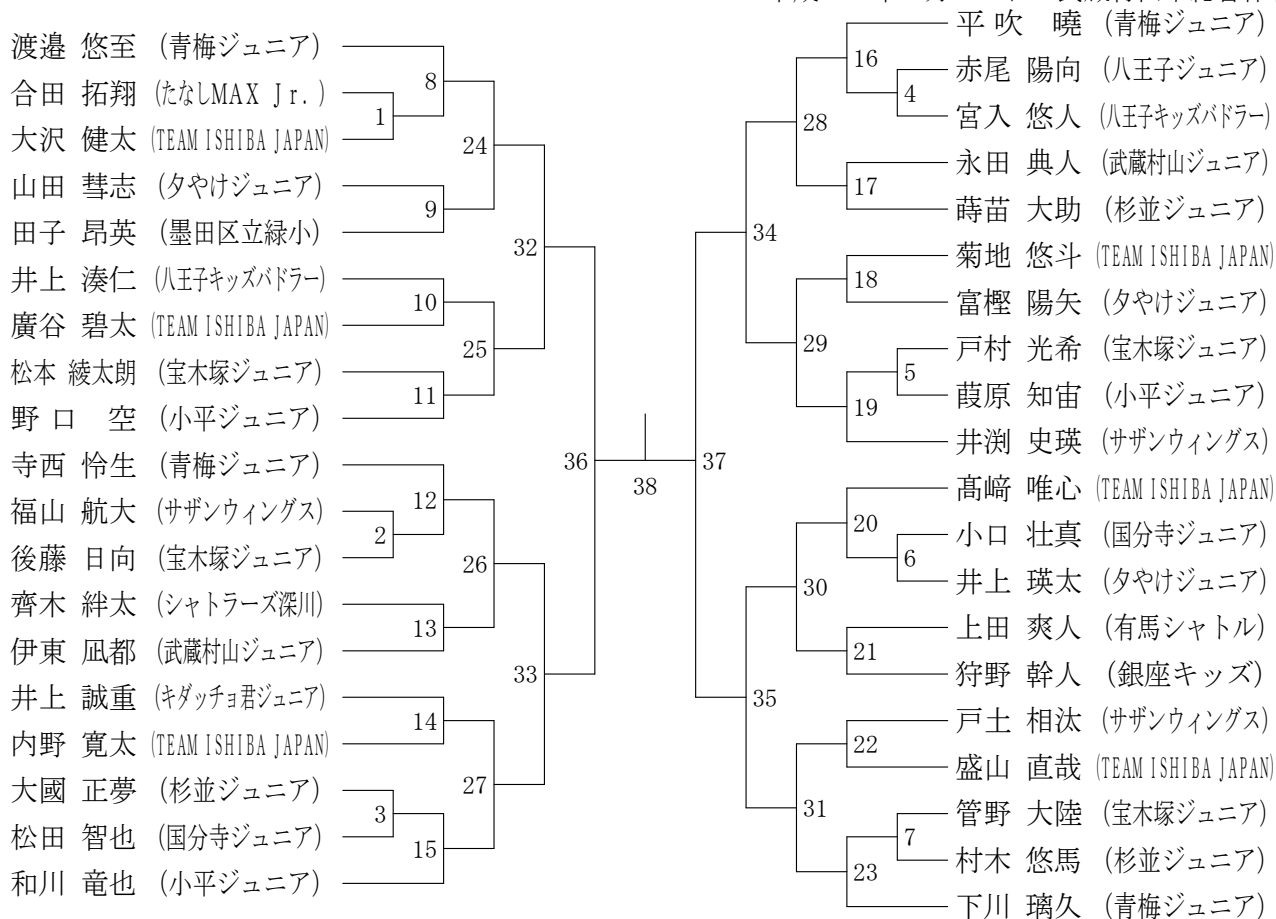 渡邉 悠至 (青梅ジュニア)
合田 拓翔 (たなしMAX Jr.)
大沢 健太 (TEAM ISHIBA JAPAN)
山田 彗志 (夕やけジュニア)
田子 昂英 (墨田区立緑小)
井上 湊仁 (八王子キッズバドラー)
廣谷 碧太 (TEAM ISHIBA JAPAN)
松本 綾太朗 (宝木塚ジュニア)
野口 空 (小平ジュニア)
寺西 怜生 (青梅ジュニア)
福山 航大 (サザンウィングス)
後藤 日向 (宝木塚ジュニア)
齊木 絆太 (シャトラーズ深川)
伊東 凪都 (武蔵村山ジュニア)
井上 誠重 (キダッチョ君ジュニア)
内野 寛太 (TEAM ISHIBA JAPAN)
大國 正夢 (杉並ジュニア)
松田 智也 (国分寺ジュニア)
和川 竜也 (小平ジュニア)
1
2
3
8
9
10
11
12
13
14
15
24
25
26
27
32
33
36
38
37
34
35
28
29
30
31
16
17
18
19
20
21
22
23
4
5
6
7
平吹 曉 (青梅ジュニア)
赤尾 陽向 (八王子ジュニア)
宮入 悠人 (八王子キッズバドラー)
永田 典人 (武蔵村山ジュニア)
蒔苗 大助 (杉並ジュニア)
菊地 悠斗 (TEAM ISHIBA JAPAN)
富樫 陽矢 (夕やけジュニア)
戸村 光希 (宝木塚ジュニア)
葭原 知宙 (小平ジュニア)
井渕 史瑛 (サザンウィングス)
髙﨑 唯心 (TEAM ISHIBA JAPAN)
小口 壮真 (国分寺ジュニア)
井上 瑛太 (夕やけジュニア)
上田 爽人 (有馬シャトル)
狩野 幹人 (銀座キッズ)
戸土 相汰 (サザンウィングス)
盛山 直哉 (TEAM ISHIBA JAPAN)
管野 大陸 (宝木塚ジュニア)
村木 悠馬 (杉並ジュニア)
下川 璃久 (青梅ジュニア)